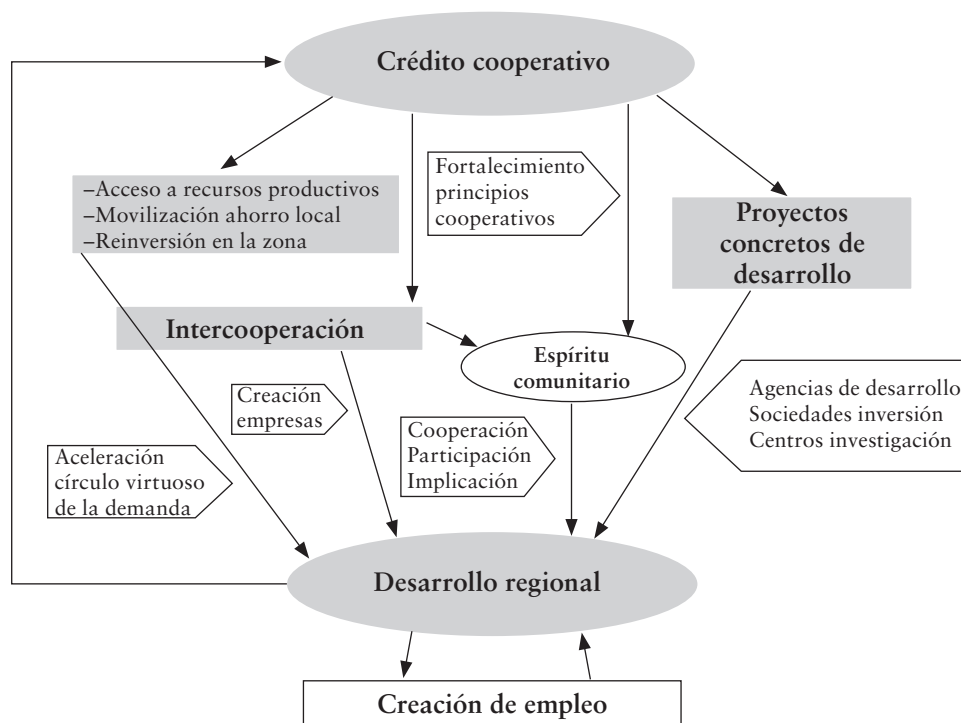 Crédito cooperativo
–Acceso a recursos productivos
–Movilización ahorro local
–Reinversión en la zona
Fortalecimiento
principios
cooperativos
Proyectos
concretos de
desarrollo
Intercooperación
Espíritu
comunitario
Creación
empresas
Agencias de desarrollo
Sociedades inversión
Centros investigación
Cooperación
Participación
Implicación
Aceleración
círculo virtuoso
de la demanda
Desarrollo regional
Creación de empleo